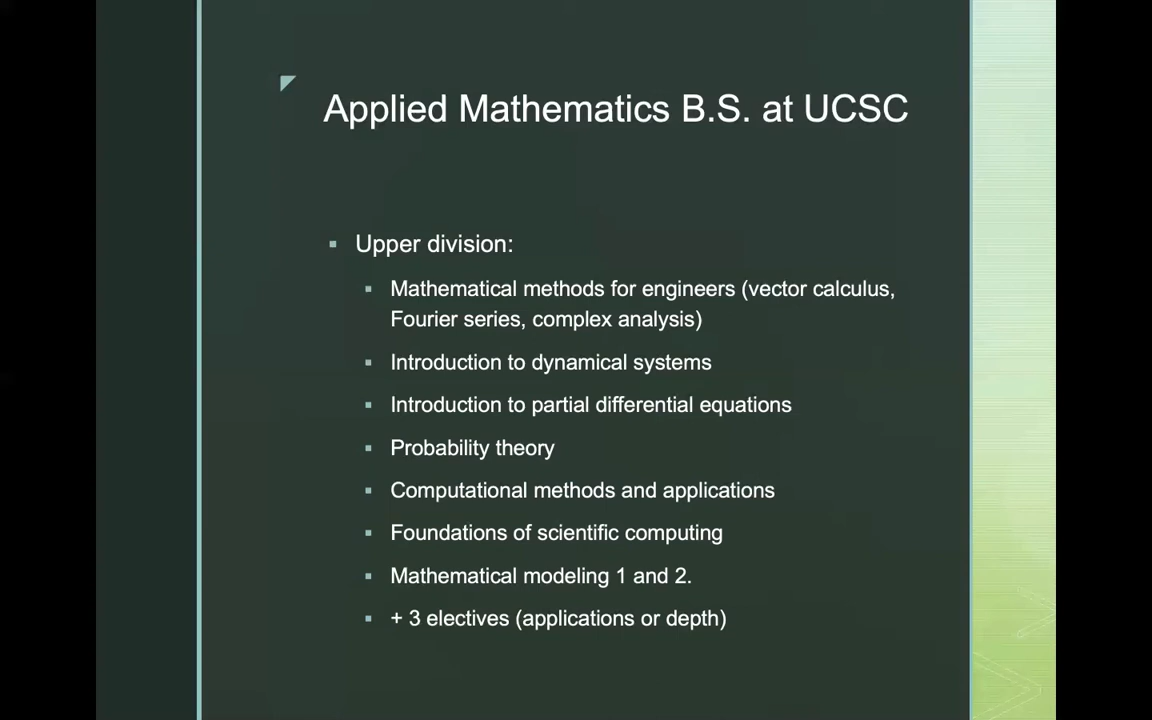 Applied Mathematics B.S. at UCSC
Upper division:
Mathematical methods for engineers (vector calculus,
Fourier series, complex analysis)
Introduction to dynamical systems
Introduction to partial differential equations
Probability theory
Computational methods and applications
Foundations of scientific computing
Mathematical modeling 1 and 2.
+ 3 electives (applications or depth)